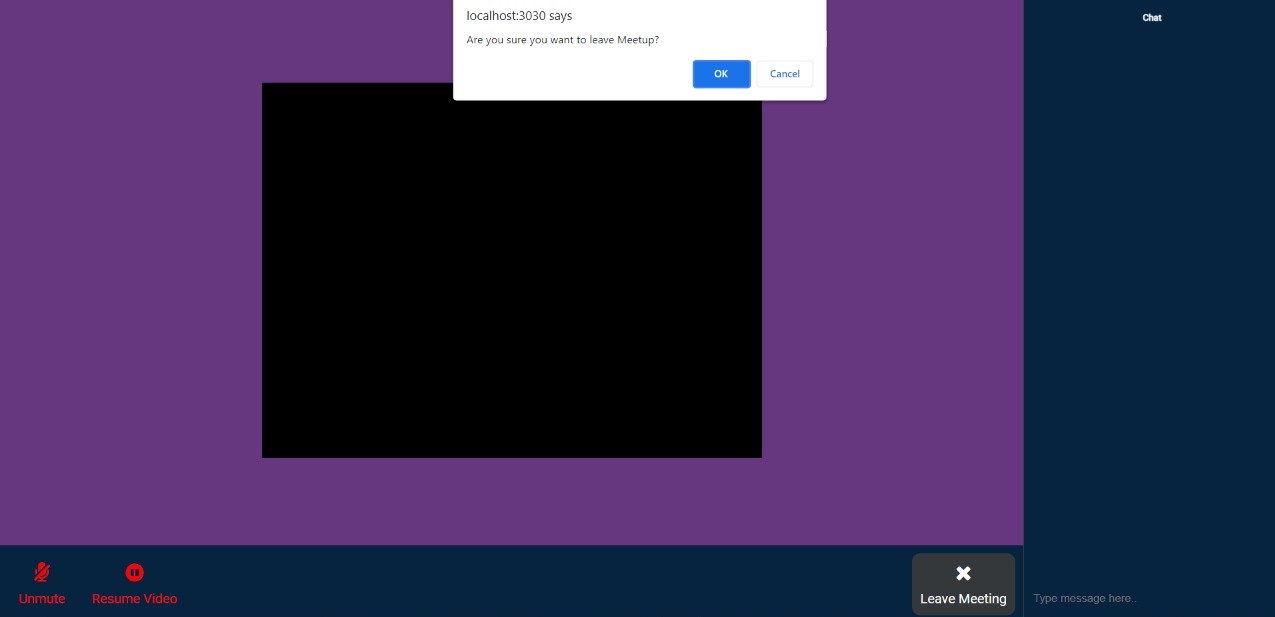 localhost:3030 says
Are you sure you want to leave Meetup?
OK
Cancel
Chat
Unmute
Resume Video
Leave Meeting
Type message here..